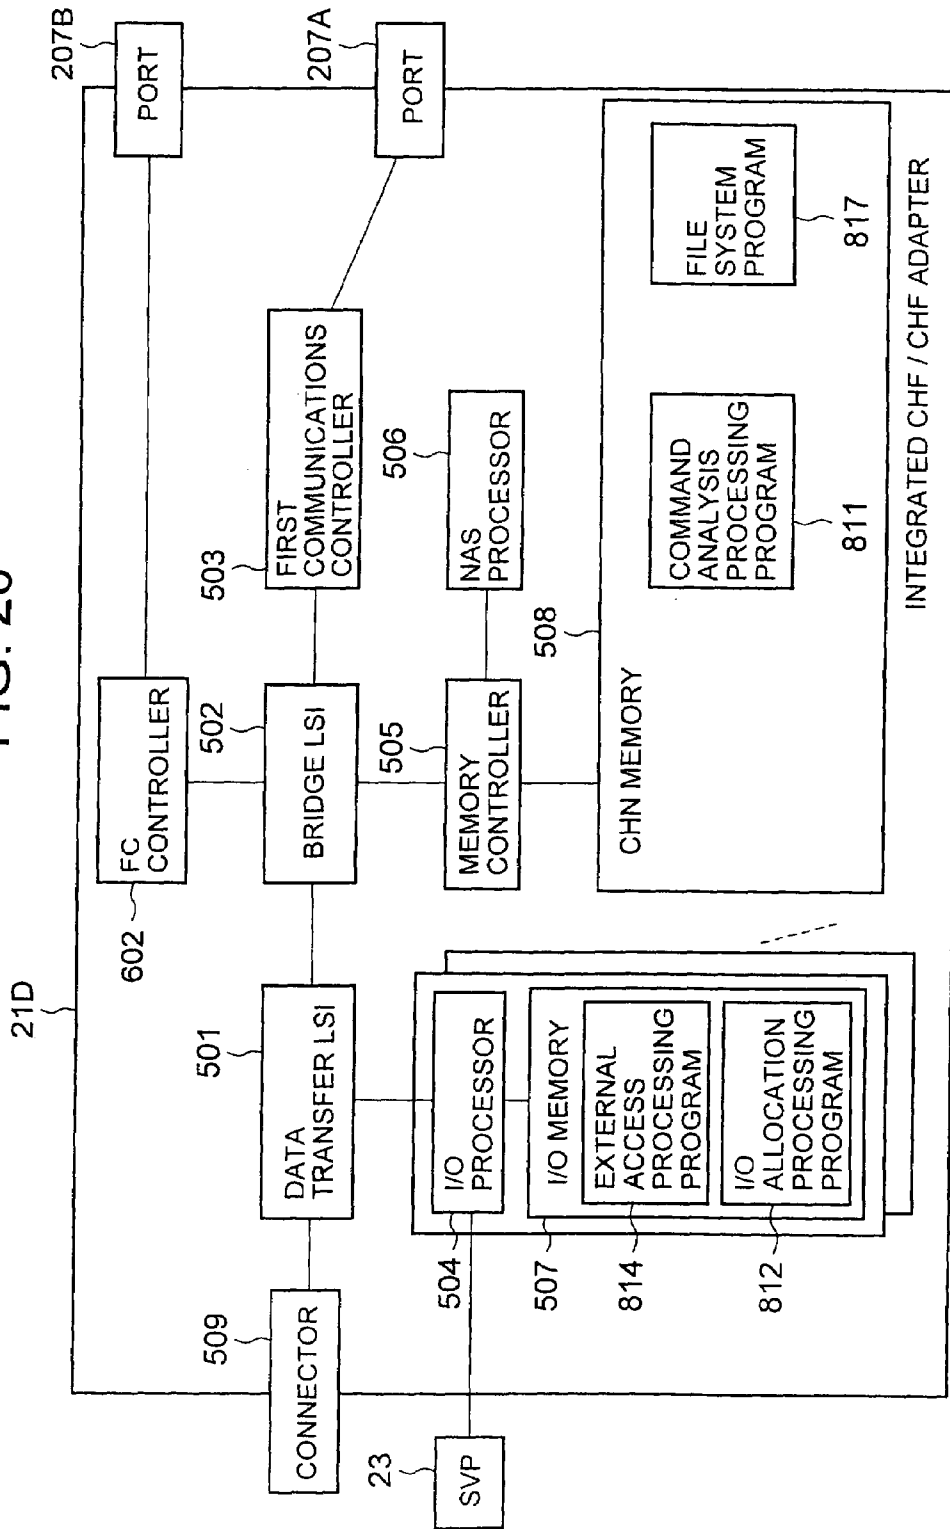 FIG. 20
21D
207B
PORT
207A
PORT
FC
CONTROLLER
602
503
FIRST
COMMUNICATIONS
CONTROLLER
502
BRIDGE LSI
501
DATA
TRANSFER LSI
509
CONNECTOR
506
NAS
PROCESSOR
505
MEMORY
CONTROLLER
508
CHN MEMORY
COMMAND
ANALYSIS
PROCESSING
PROGRAM
811
FILE
SYSTEM
PROGRAM
817
I/O
PROCESSOR
504
I/O MEMORY
507
EXTERNAL
ACCESS
PROCESSING
PROGRAM
814
I/O
ALLOCATION
PROCESSING
PROGRAM
812
23
SVP
INTEGRATED CHF / CHF ADAPTER